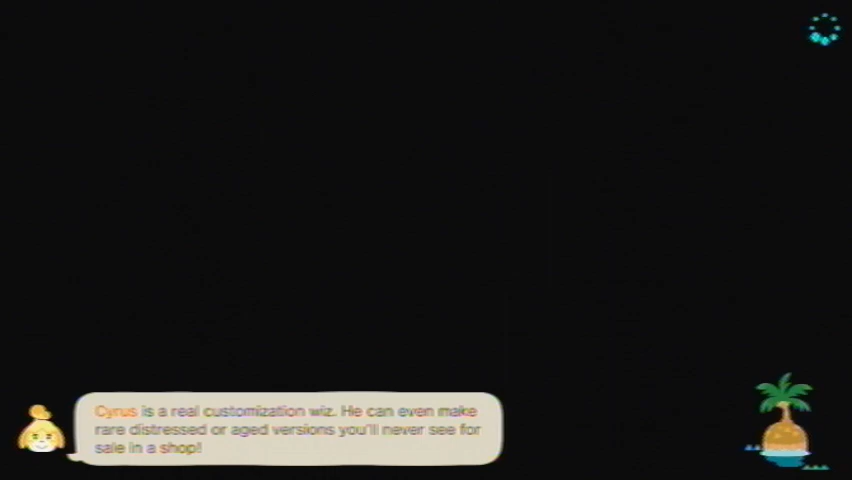 Cyrus is a real customization wiz. He can even make
rare distressed or aged versions you'll never see for
sale in a shop!